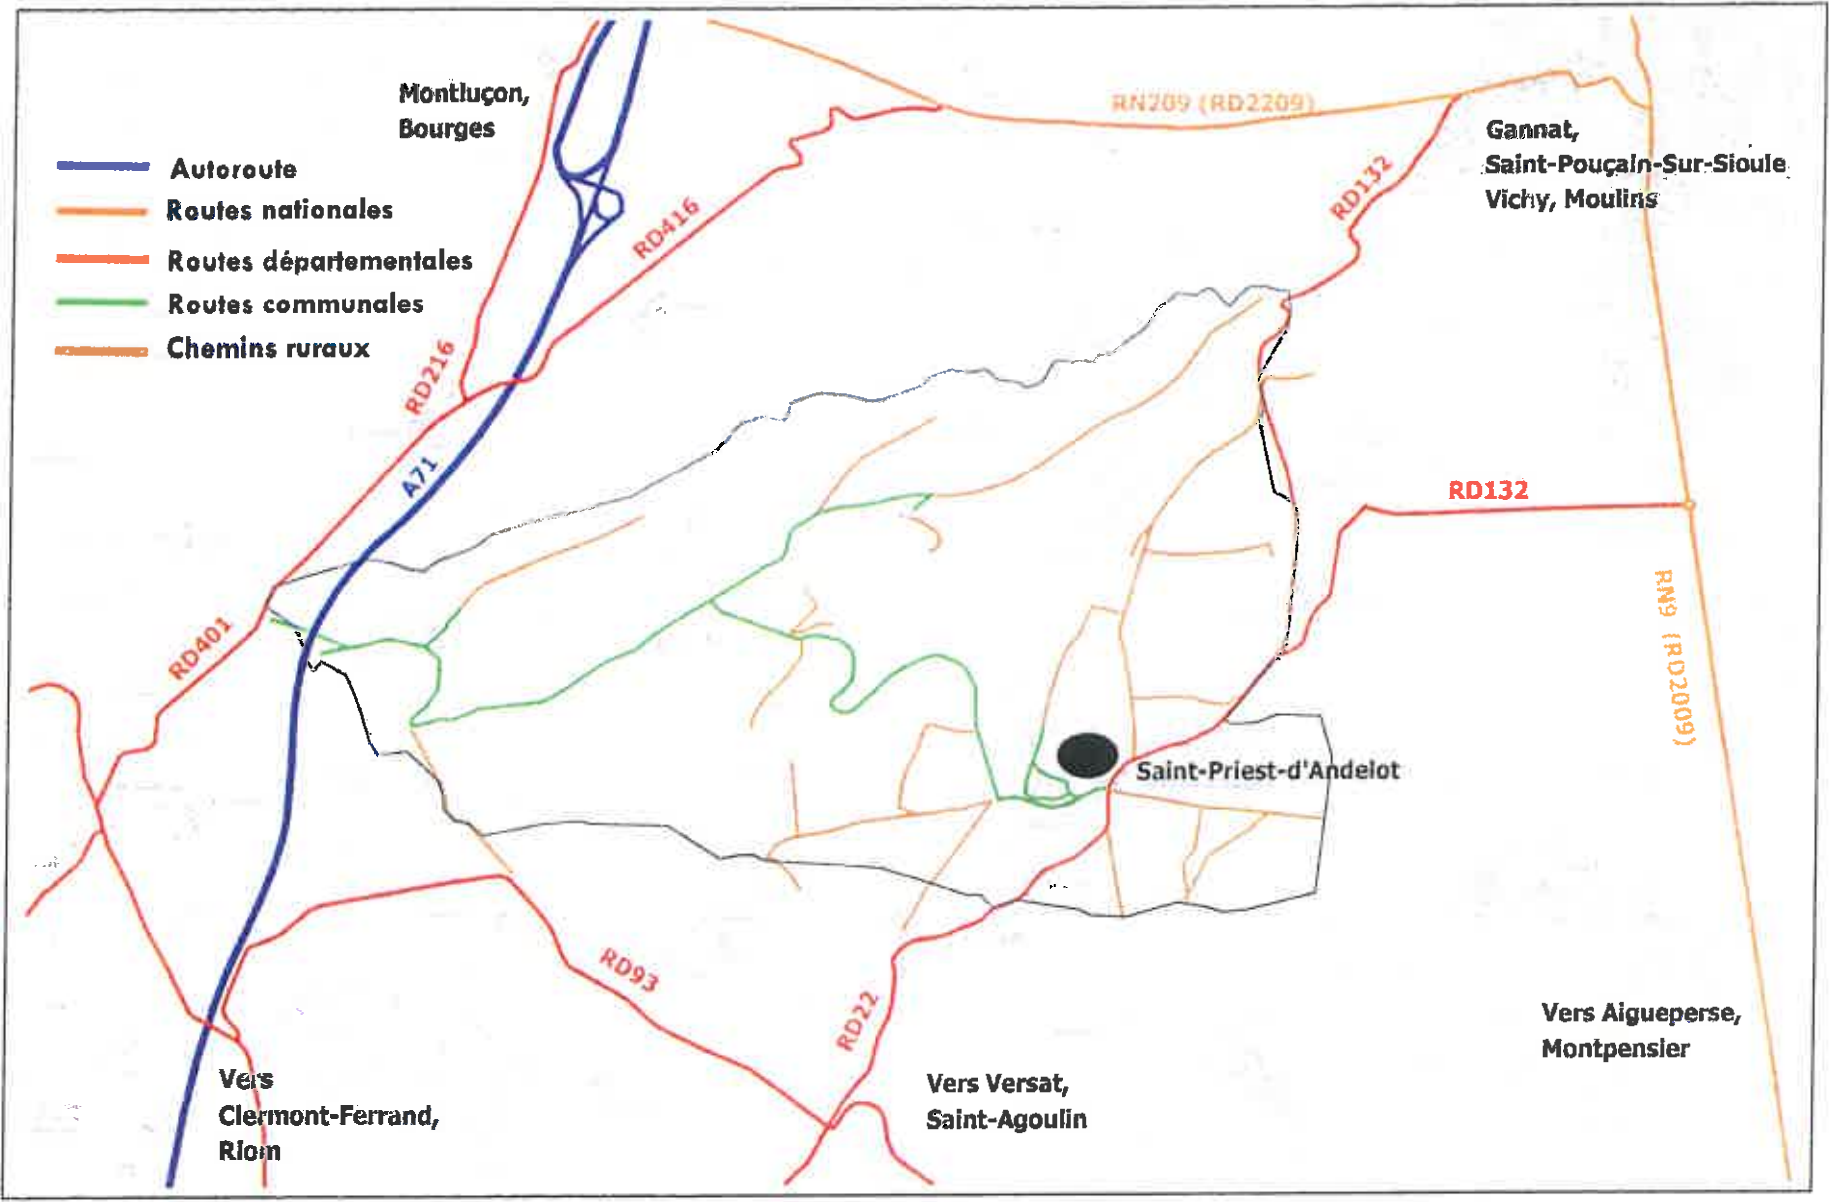 Montluçon,
Bourges
Autoroute
Routes nationales
Routes départementales
Routes communales
Chemins ruraux
RN209 (RD2209)
Gannat,
Saint-Pouçain-Sur-Sioule
Vichy, Moulins
RD132
RD416
RD216
A71
RD401
RD132
RN9 (RD2009)
Saint-Priest-d'Andelot
RD93
RD22
Vers Aigueperse,
Montpensier
Vers
Clermont-Ferrand,
Riom
Vers Versat,
Saint-Agoulin